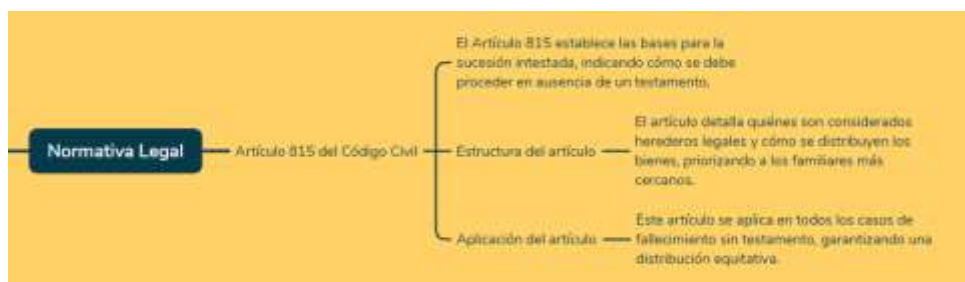 El Artículo 815 establece las bases para la
sucesión intestada, indicando cómo se debe
proceder en ausencia de un testamento.
Normativa Legal
Artículo 815 del Código Civil
Estructura del artículo
El artículo detalla quiénes son considerados
herederos legales y cómo se distribuyen los
bienes, priorizando a los familiares más
cercanos.
Aplicación del artículo
Este artículo se aplica en todos los casos de
fallecimiento sin testamento, garantizando una
distribución equitativa.